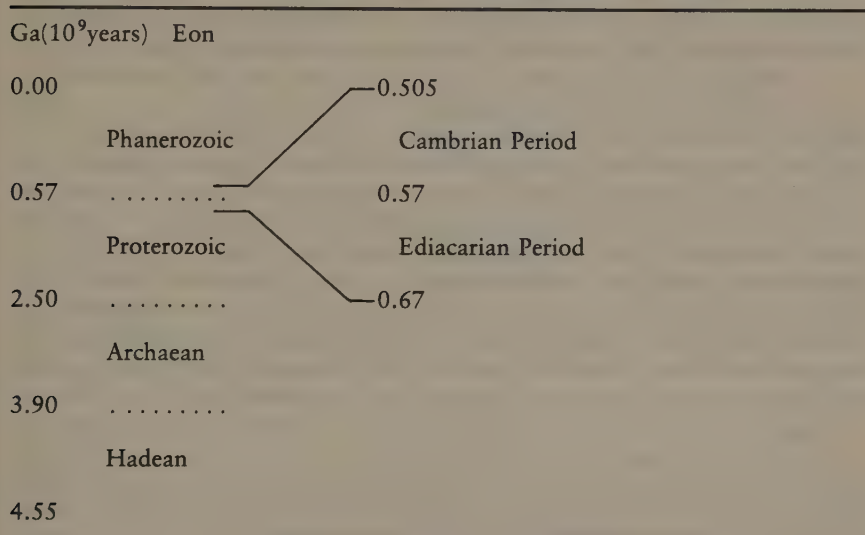 Ga(10⁹years) Eon
0.00 0.505
Phanerozoic Cambrian Period
0.57 ......... 0.57
Proterozoic Ediacarian Period
2.50 ......... 0.67
Archaean
3.90 .........
Hadean
4.55